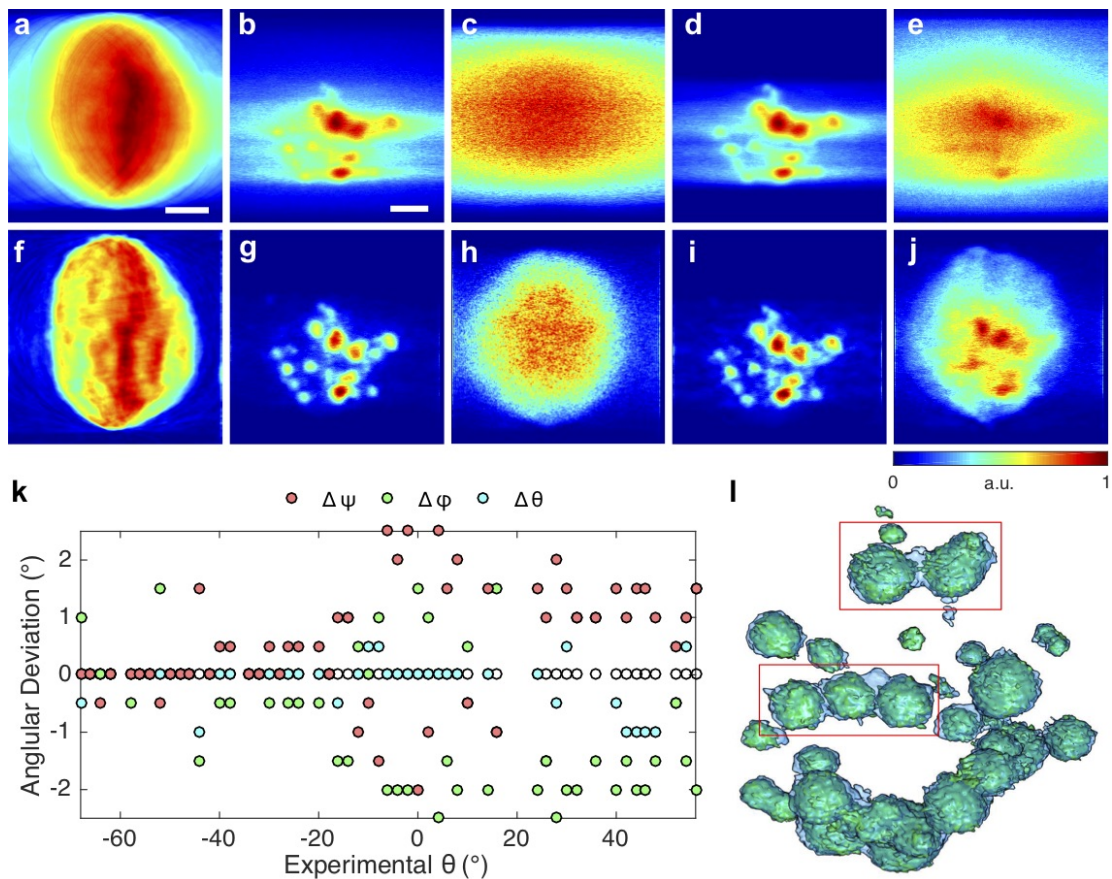 a b c d e
f g h i j
0 a.u. 1
k l
Δψ Δφ Δθ
2
1
0
-1
-2
Anglular Deviation (°)
-60 -40 -20 0 20 40
Experimental θ (°)